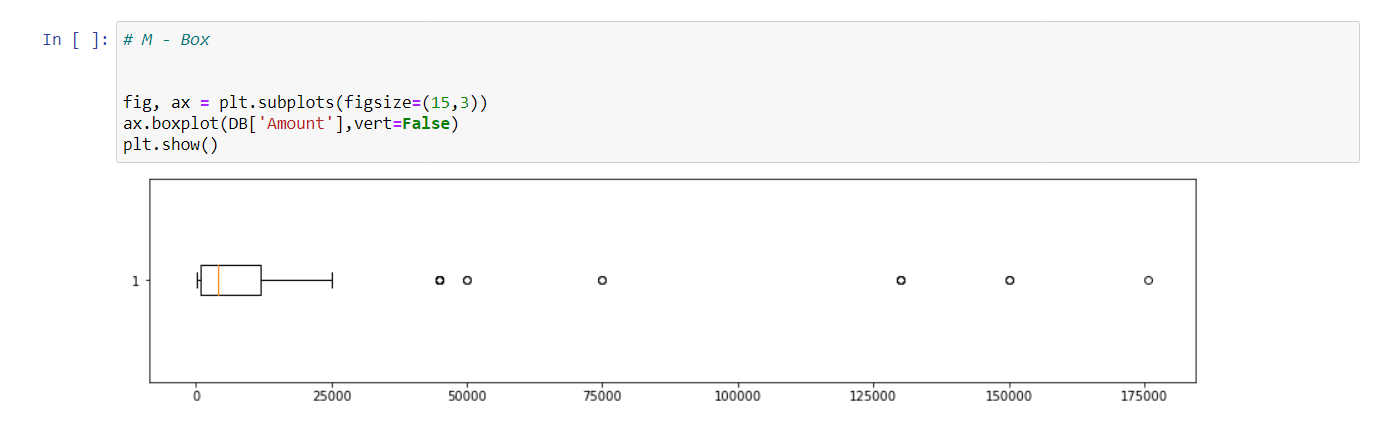 In [ ]: # M - Box
fig, ax = plt.subplots(figsize=(15,3))
ax.boxplot(DB['Amount'],vert=False)
plt.show()
1
0 25000 50000 75000 100000 125000 150000 175000